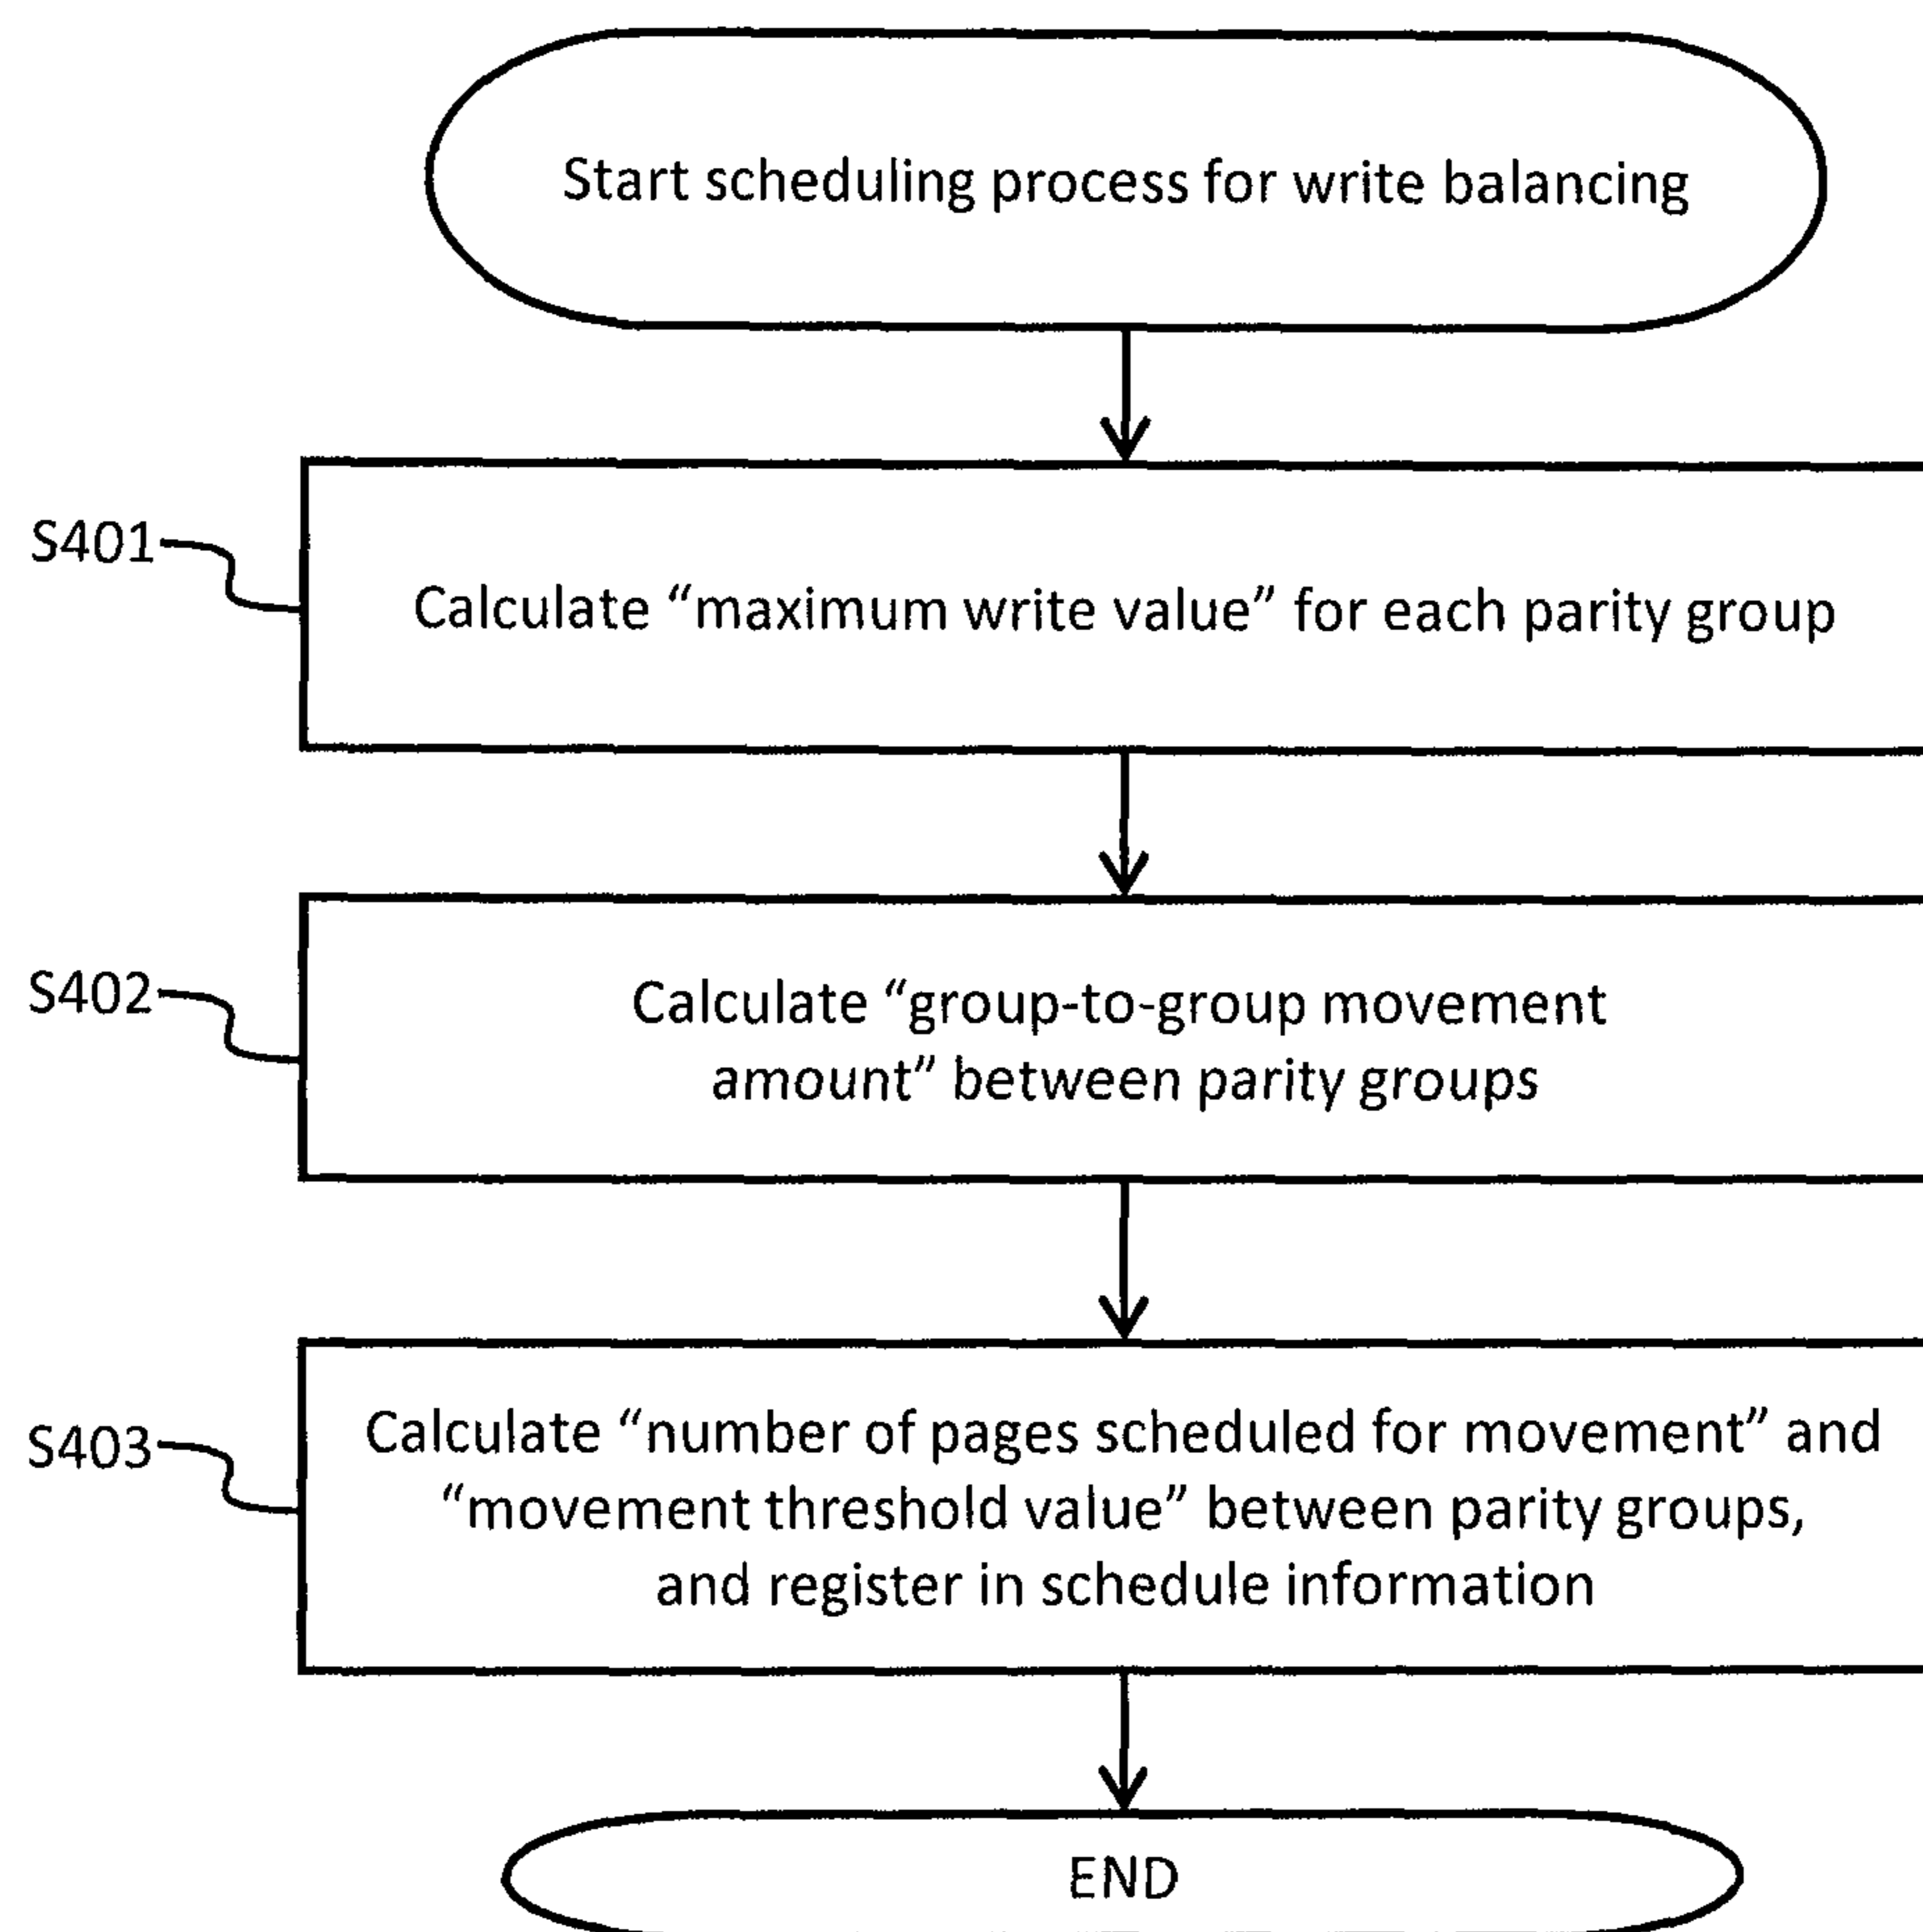 Start scheduling process for write balancing
S401
Calculate “maximum write value” for each parity group
S402
Calculate “group-to-group movement
amount” between parity groups
S403
Calculate “number of pages scheduled for movement” and
“movement threshold value” between parity groups,
and register in schedule information
END